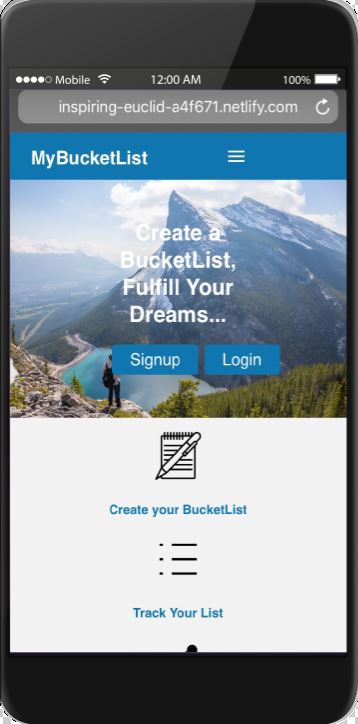 Mobile 12:00 AM 100%
inspiring-euclid-a4f671.netlify.com
MyBucketList
Create a
BucketList,
Fulfill Your
Dreams...
Signup Login
Create your BucketList
Track Your List